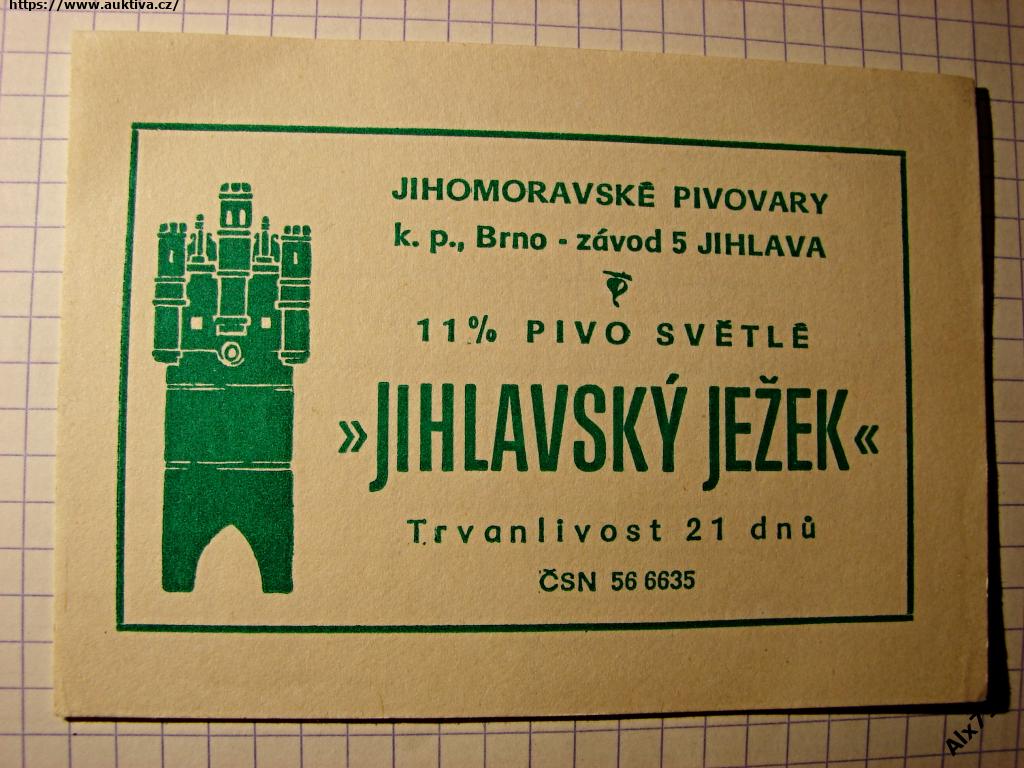 https://www.auktiva.cz/
JIHOMORAVSKÉ PIVOVARY
k. p., Brno - závod 5 JIHLAVA
11% PIVO SVĚTLÉ
»JIHLAVSKÝ JEŽEK«
Trvanlivost 21 dnů
ČSN 56 6635